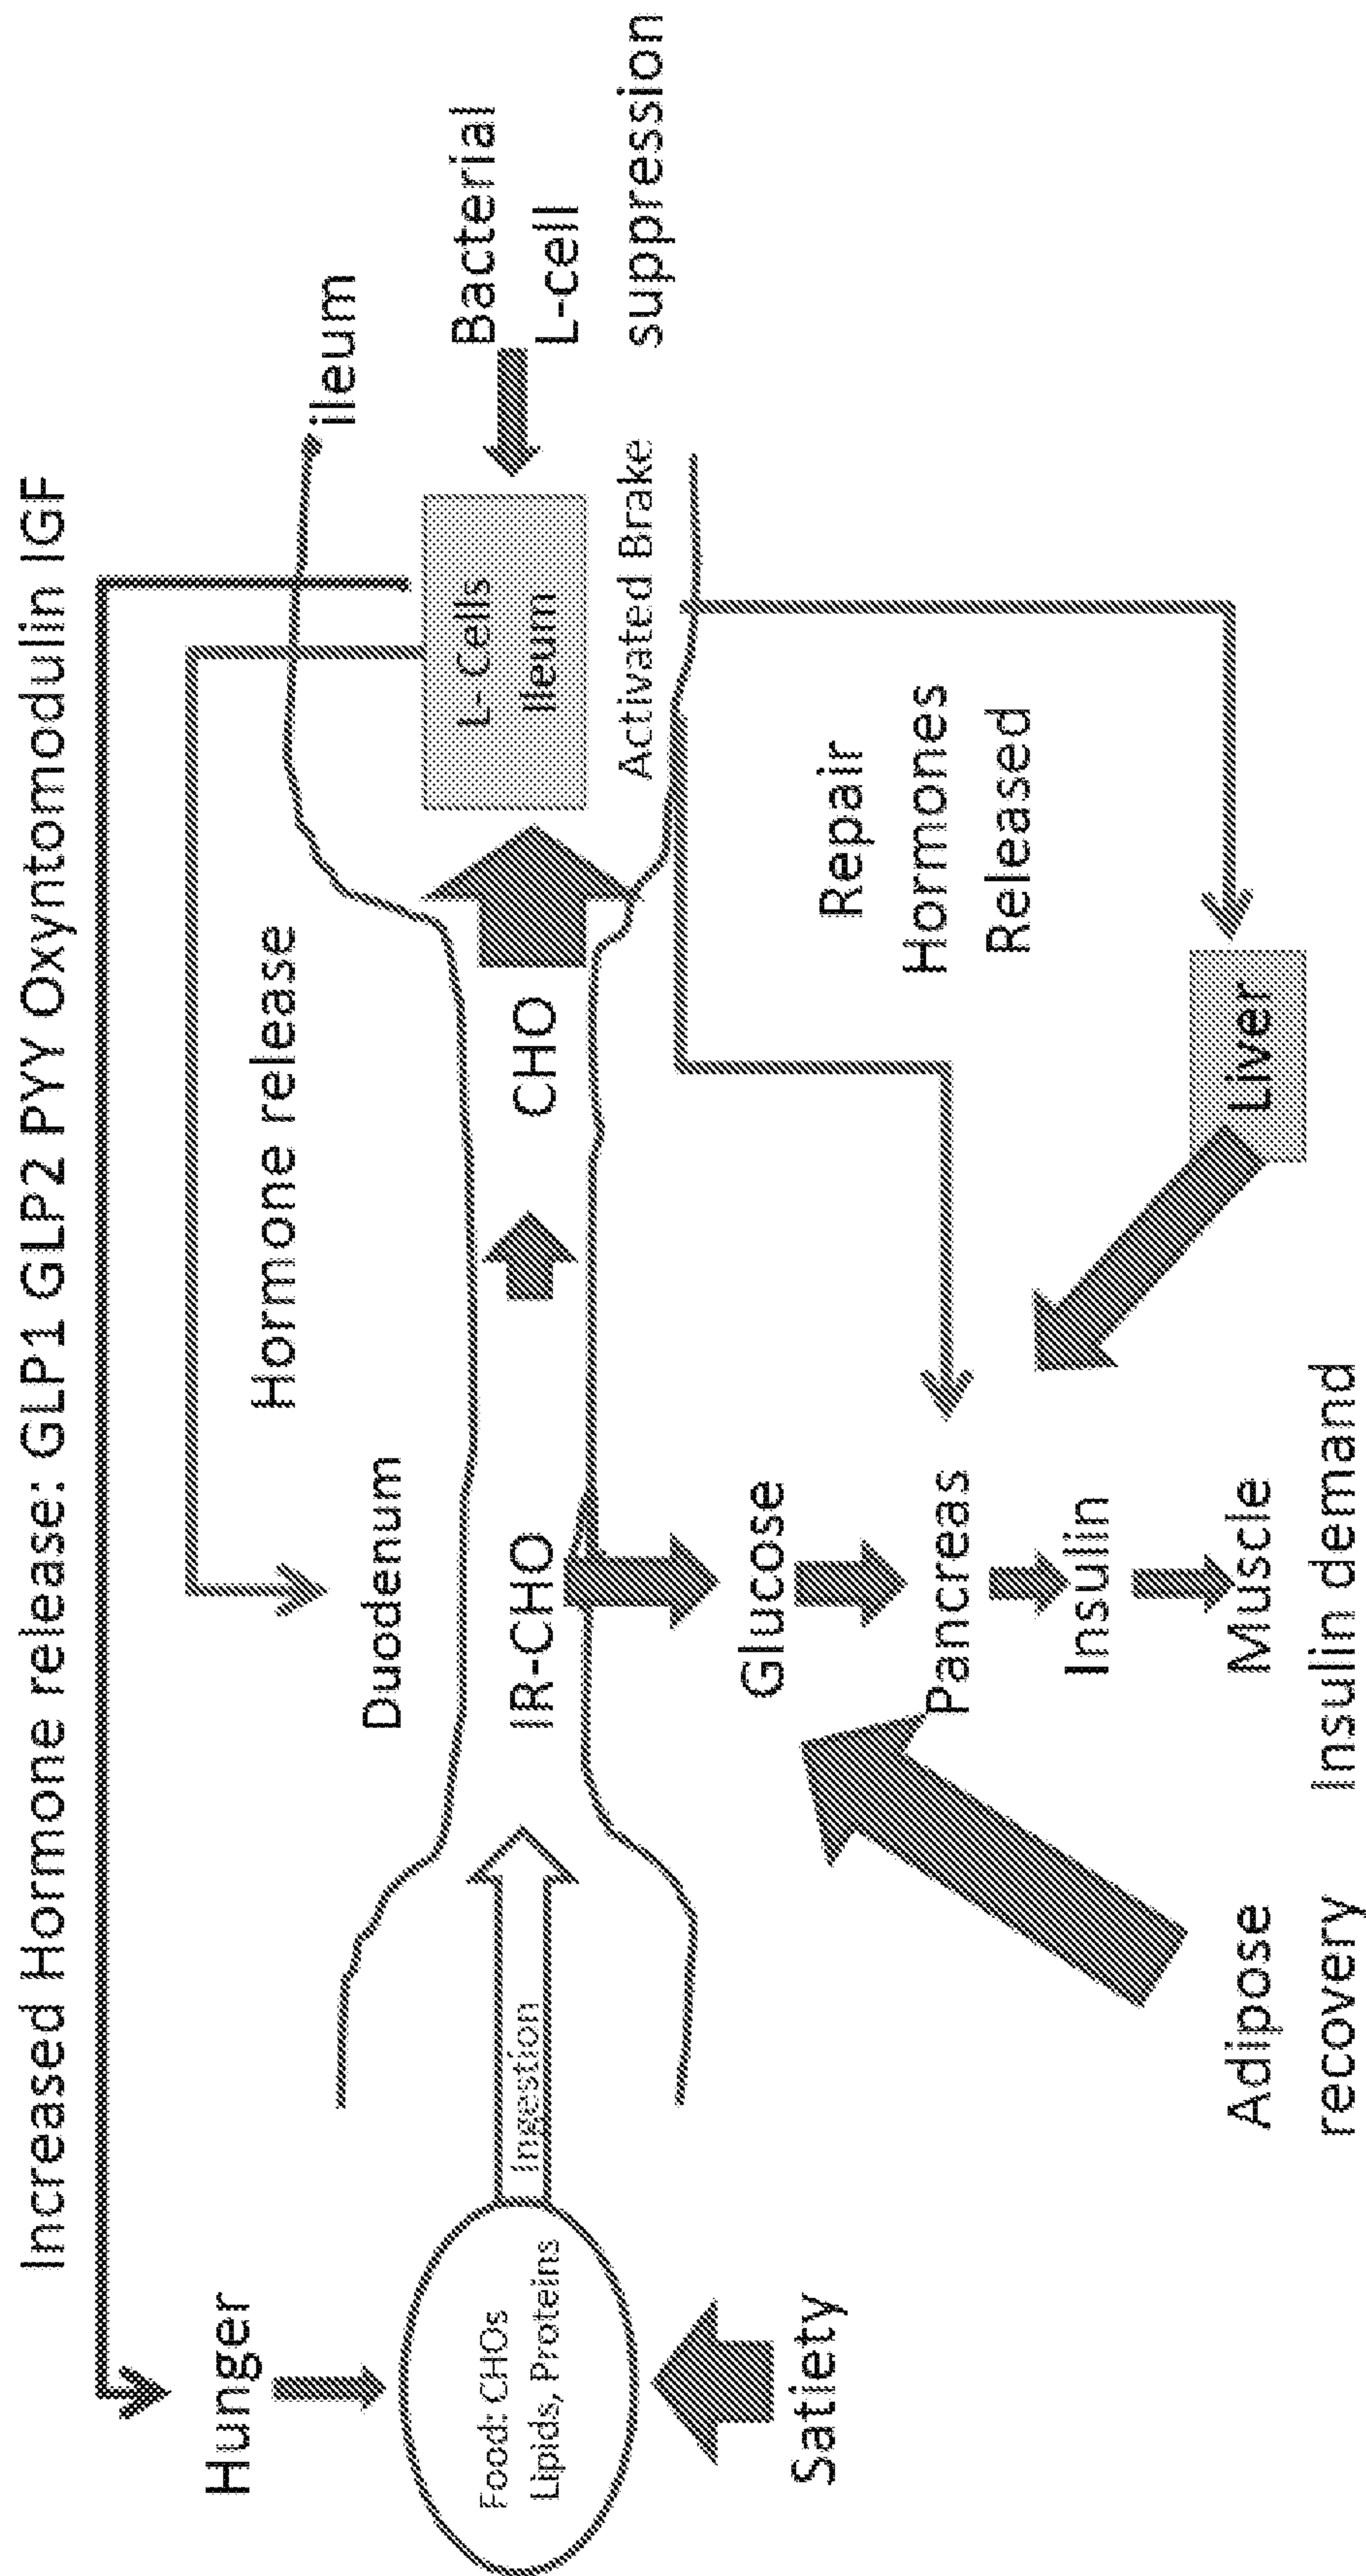 Increased Hormone release: GLP1 GLP2 PYY Oxyntomodulin IGF
Hunger
Hormone release
ileum
Duodenum
Food: CHOs
Lipids, Proteins
Ingestion
IR-CHO
CHO
L- Cells
Ileum
Bacterial
L-cell
suppression
Activated Brake
Satiety
Glucose
Repair
Hormones
Released
Pancreas
Insulin
Liver
Adipose
recovery
Muscle
Insulin demand